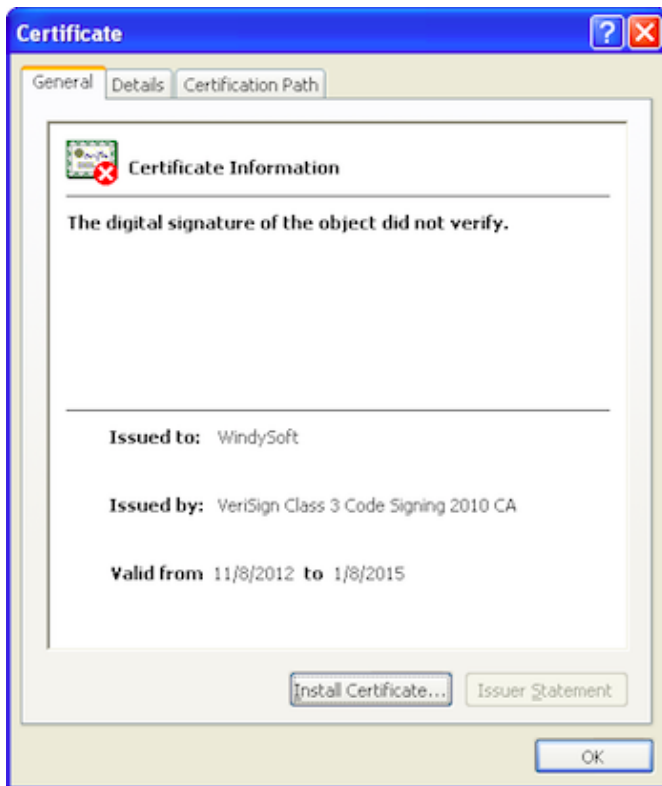 Certificate
General Details Certification Path
Certificate Information
The digital signature of the object did not verify.
Issued to: WindySoft
Issued by: VeriSign Class 3 Code Signing 2010 CA
Valid from 11/8/2012 to 1/8/2015
Install Certificate... Issuer Statement
OK